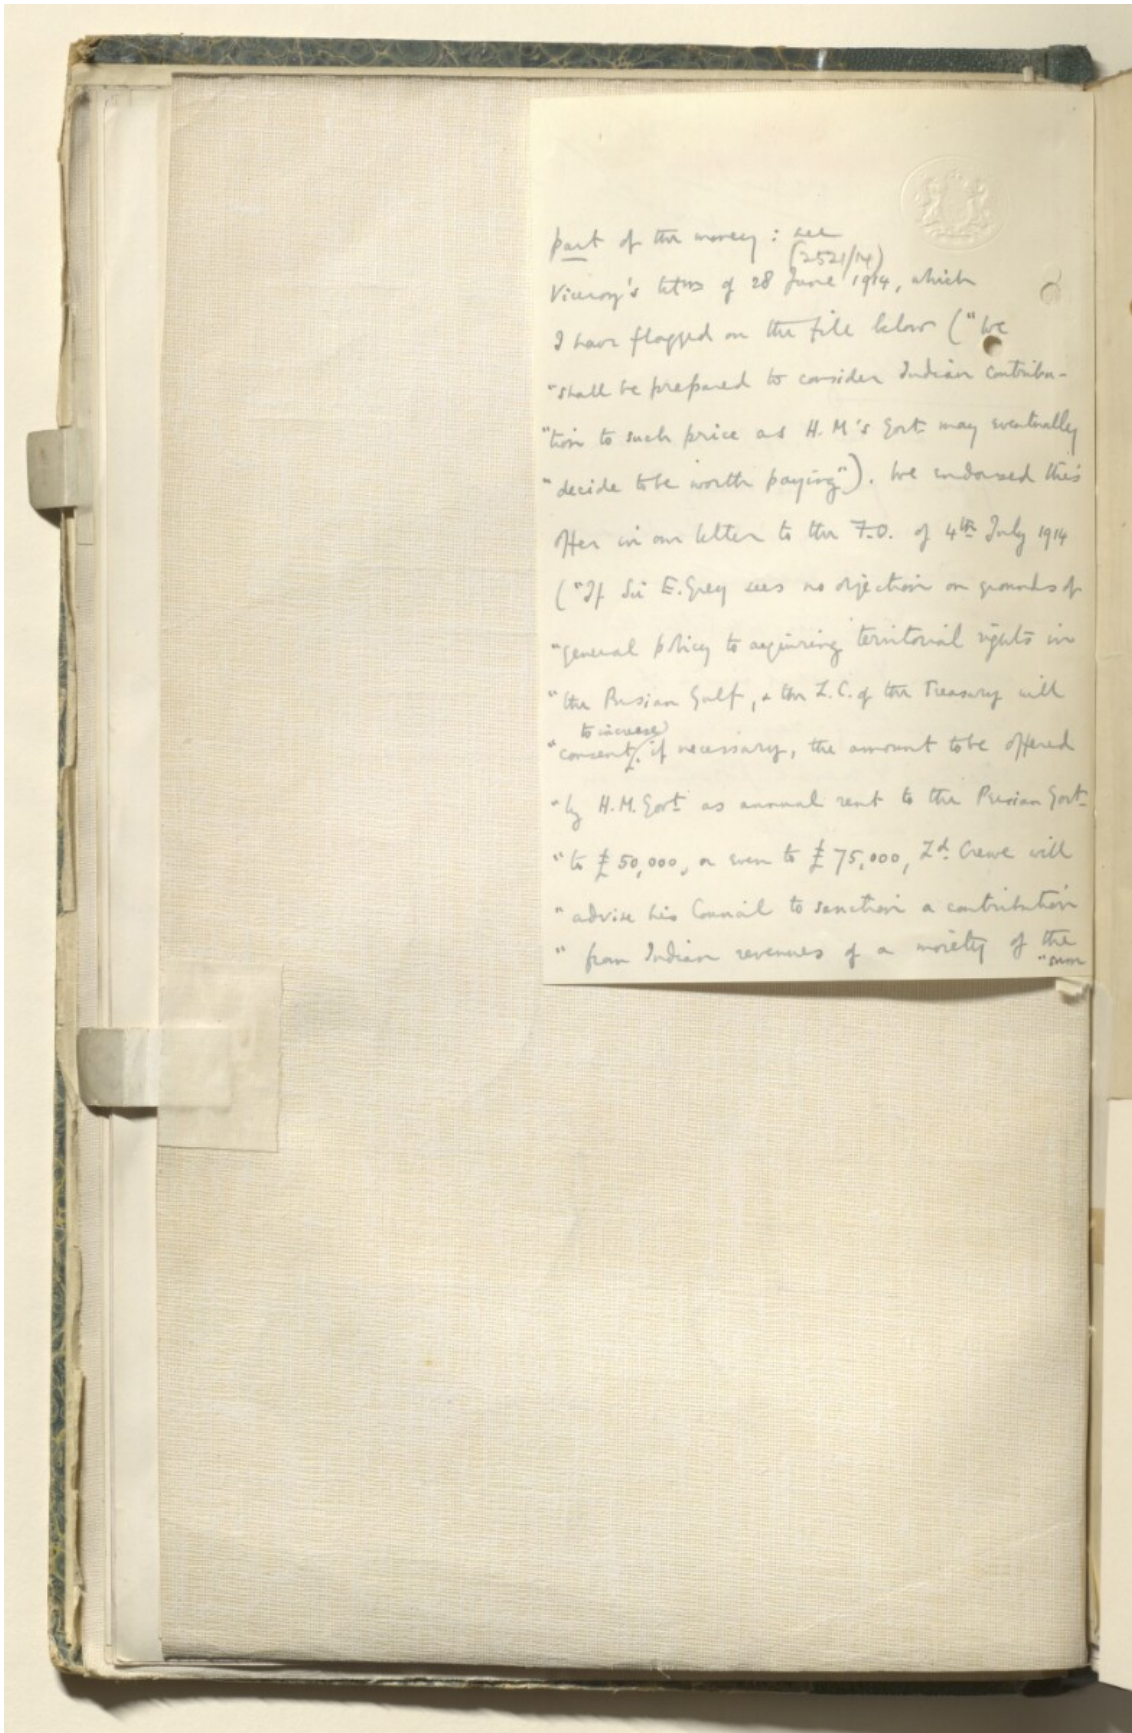 part of the money : see
(2521/14)
Viceroy's telm of 28 June 1914, which
I have flagged on the file below ("We
"shall be prepared to consider Indian contribu-
"tion to such price as H.M's Govt. may eventually
"decide to be worth paying"). We endorsed this
offer in our letter to the F.O. of 4th July 1914
("If Sir E. Grey sees no objection on grounds of
"general policy to acquiring territorial rights in
"the Persian Gulf, & the L.C. of the Treasury will
to increase
"consent, if necessary, the amount to be offered
"by H.M. Govt. as annual rent to the Persian Govt.
"to £50,000, or even to £75,000, Ld. Crewe will
"advise his Council to sanction a contribution
"from Indian revenues of a moiety of the
"sum